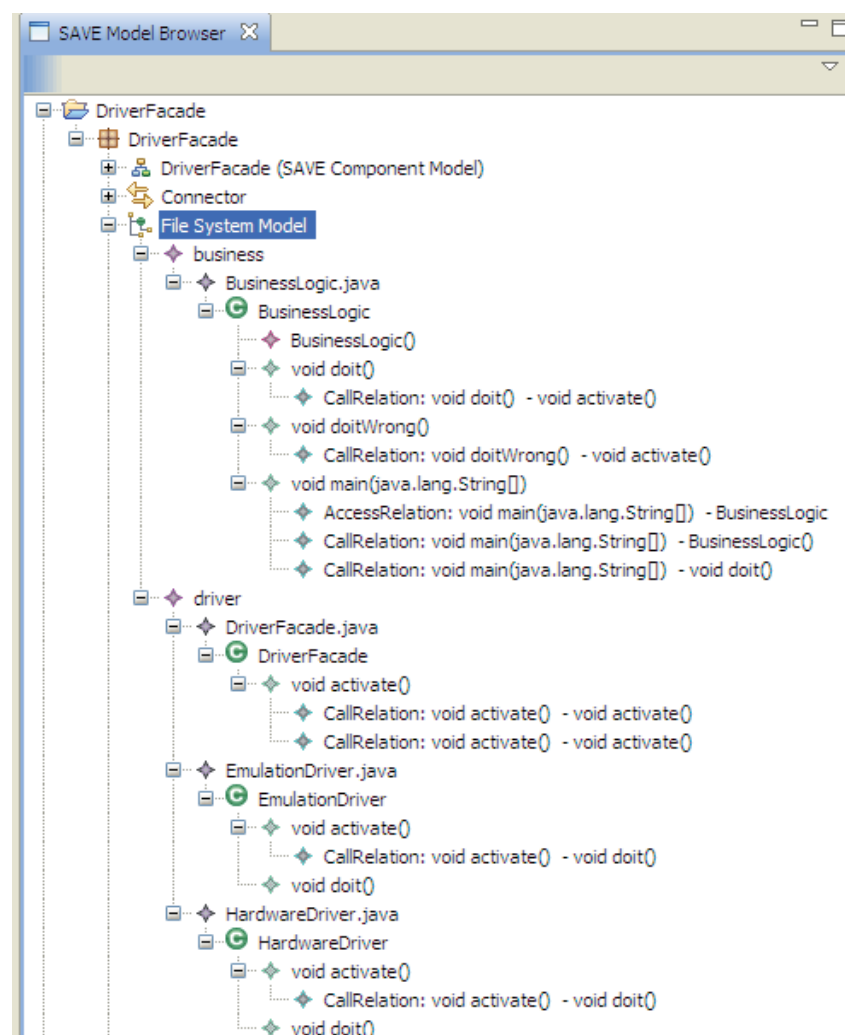 SAVE Model Browser
DriverFacade
DriverFacade
DriverFacade (SAVE Component Model)
Connector
File System Model
business
BusinessLogic.java
BusinessLogic
BusinessLogic()
void doit()
CallRelation: void doit() - void activate()
void doitWrong()
CallRelation: void doitWrong() - void activate()
void main(java.lang.String[])
AccessRelation: void main(java.lang.String[]) - BusinessLogic
CallRelation: void main(java.lang.String[]) - BusinessLogic()
CallRelation: void main(java.lang.String[]) - void doit()
driver
DriverFacade.java
DriverFacade
void activate()
CallRelation: void activate() - void activate()
CallRelation: void activate() - void activate()
EmulationDriver.java
EmulationDriver
void activate()
CallRelation: void activate() - void doit()
void doit()
HardwareDriver.java
HardwareDriver
void activate()
CallRelation: void activate() - void doit()
void doit()